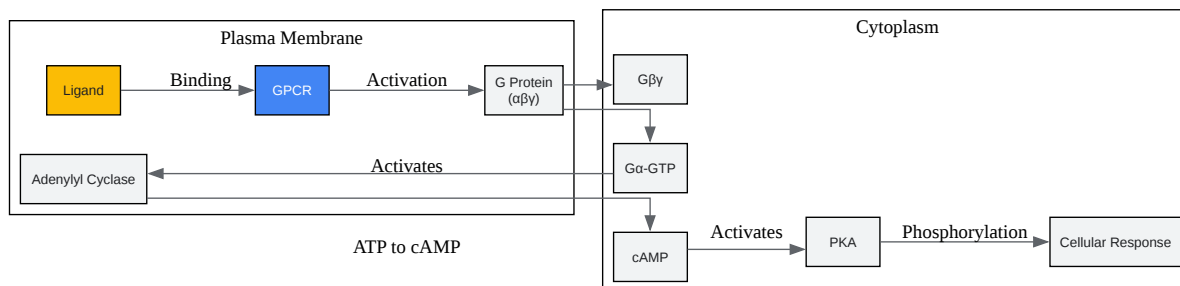 Plasma Membrane
Cytoplasm
Ligand
Binding
GPCR
Activation
G Protein
(αβγ)
Gβγ
Adenylyl Cyclase
Activates
Gα-GTP
ATP to cAMP
cAMP
Activates
PKA
Phosphorylation
Cellular Response